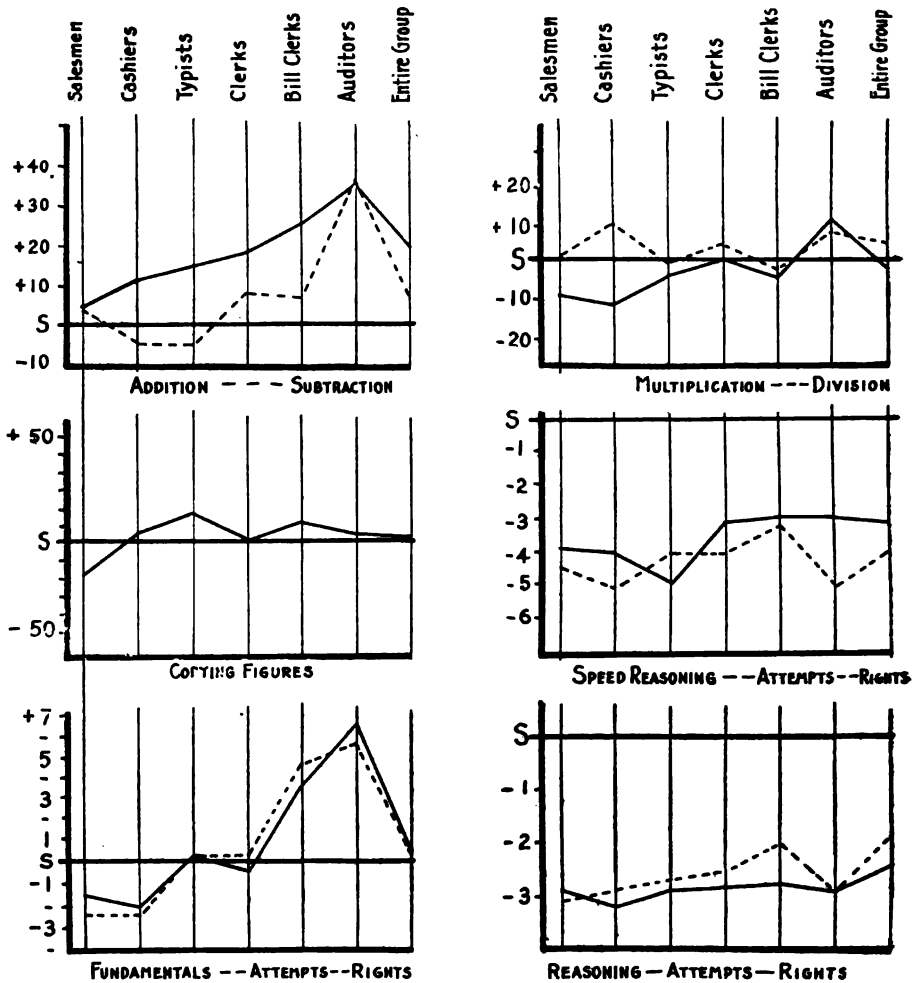 Salesmen
Cashiers
Typists
Clerks
Bill Clerks
Auditors
Entire Group
Salesmen
Cashiers
Typists
Clerks
Bill Clerks
Auditors
Entire Group
+40
+30
+20
+10
S
-10
ADDITION --- SUBTRACTION
+20
+10
S
-10
-20
MULTIPLICATION --- DIVISION
+ 50
S
- 50
COPYING FIGURES
S
-1
-2
-3
-4
-5
-6
SPEED REASONING -- ATTEMPTS -- RIGHTS
+7
5
3
1
S
-1
-3
FUNDAMENTALS -- ATTEMPTS -- RIGHTS
S
-1
-2
-3
REASONING — ATTEMPTS — RIGHTS